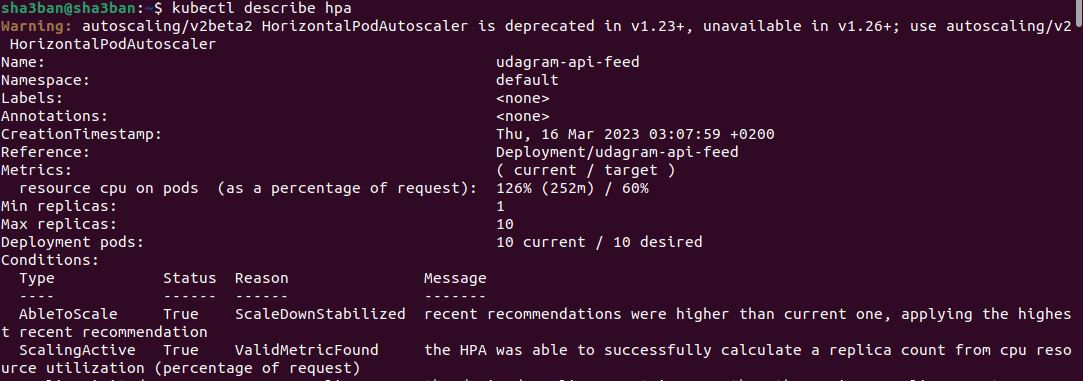 sha3ban@sha3ban:~$ kubectl describe hpa
Warning: autoscaling/v2beta2 HorizontalPodAutoscaler is deprecated in v1.23+, unavailable in v1.26+; use autoscaling/v2
HorizontalPodAutoscaler
Name: udagram-api-feed
Namespace: default
Labels: <none>
Annotations: <none>
CreationTimestamp: Thu, 16 Mar 2023 03:07:59 +0200
Reference: Deployment/udagram-api-feed
Metrics: ( current / target )
resource cpu on pods (as a percentage of request): 126% (252m) / 60%
Min replicas: 1
Max replicas: 10
Deployment pods: 10 current / 10 desired
Conditions:
Type Status Reason Message
---- ------ ------ -------
AbleToScale True ScaleDownStabilized recent recommendations were higher than current one, applying the highes
t recent recommendation
ScalingActive True ValidMetricFound the HPA was able to successfully calculate a replica count from cpu reso
urce utilization (percentage of request)